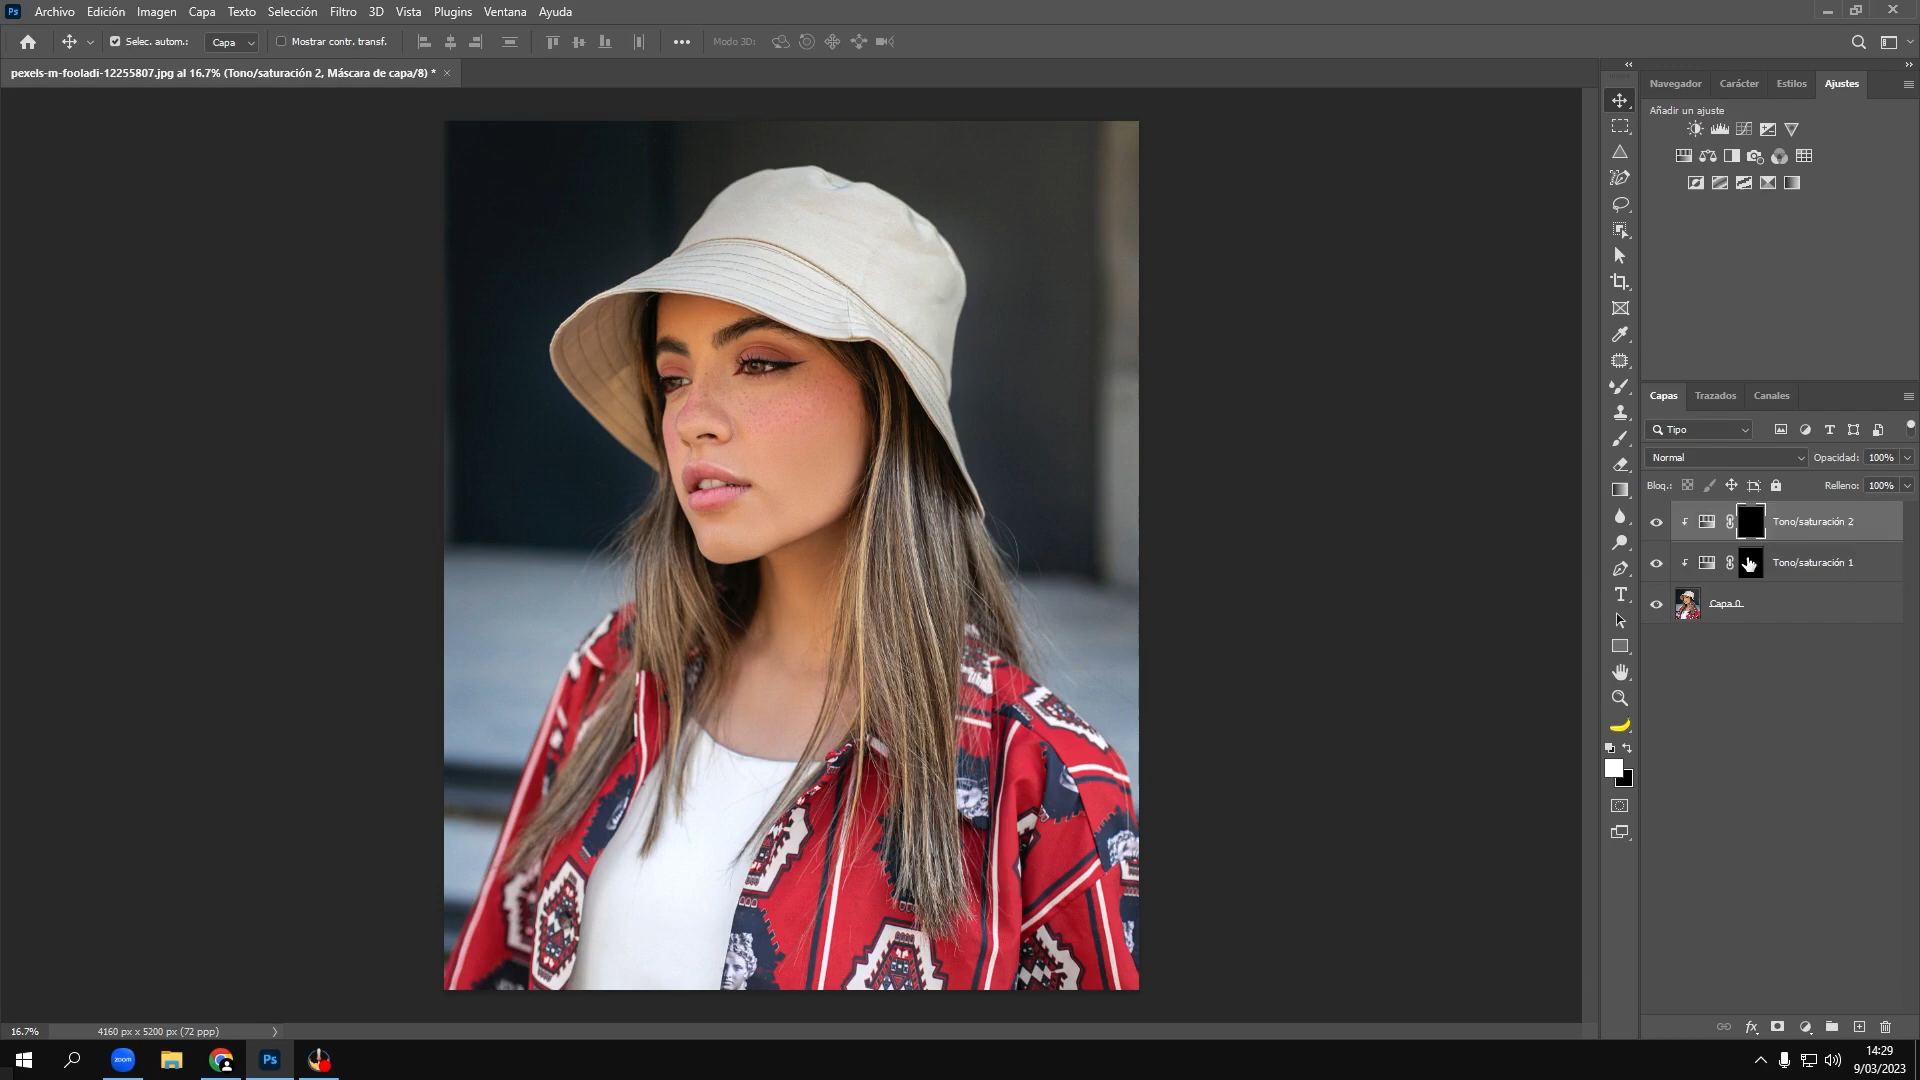 Ps Archivo Edición Imagen Capa Texto Selección Filtro 3D Vista Plugins Ventana Ayuda
Selec. autom.: Capa Mostrar contr. transf. Modo 3D:
pexels-m-fooladi-12255807.jpg al 16.7% (Tono/saturación 2, Máscara de capa/8) *
Navegador Carácter Estilos Ajustes
Añadir un ajuste
Capas Trazados Canales
Tipo
Normal Opacidad: 100%
Bloq.: Relleno: 100%
Tono/saturación 2
Tono/saturación 1
Capa 0
16.7% 4160 px x 5200 px (72 ppp)
zoom Ps
14:29
9/03/2023